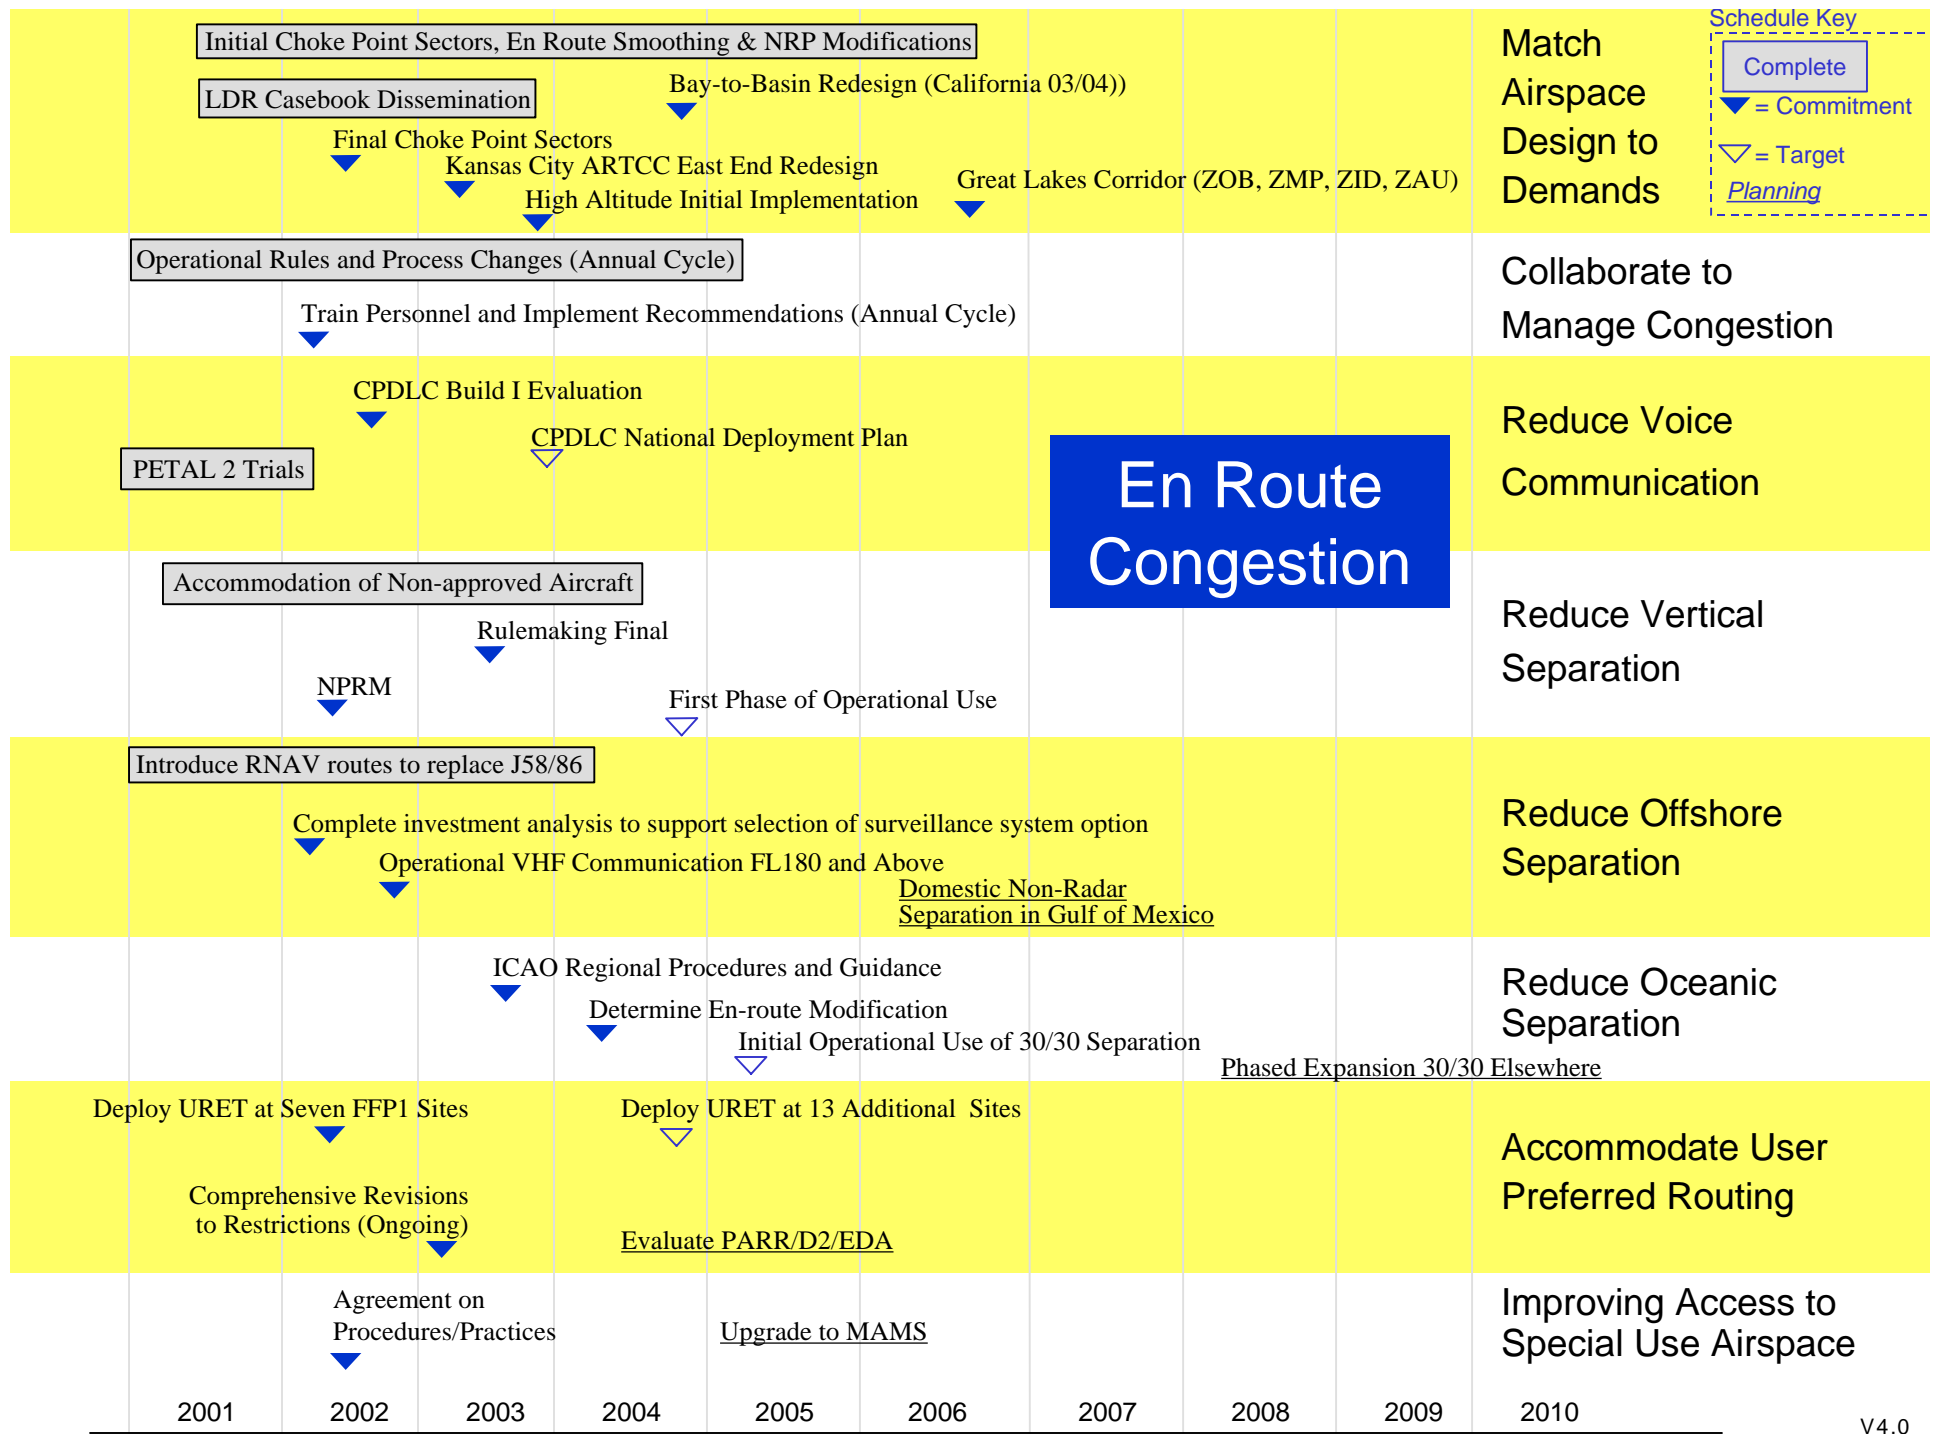 Schedule Key
Complete
= Commitment
= Target
Planning
Initial Choke Point Sectors, En Route Smoothing & NRP Modifications
LDR Casebook Dissemination
Bay-to-Basin Redesign (California 03/04))
Final Choke Point Sectors
Kansas City ARTCC East End Redesign
High Altitude Initial Implementation
Great Lakes Corridor (ZOB, ZMP, ZID, ZAU)
Match
Airspace
Design to
Demands
Operational Rules and Process Changes (Annual Cycle)
Train Personnel and Implement Recommendations (Annual Cycle)
Collaborate to
Manage Congestion
CPDLC Build I Evaluation
CPDLC National Deployment Plan
PETAL 2 Trials
Reduce Voice
Communication
En Route
Congestion
Accommodation of Non-approved Aircraft
Rulemaking Final
NPRM
First Phase of Operational Use
Reduce Vertical
Separation
Introduce RNAV routes to replace J58/86
Complete investment analysis to support selection of surveillance system option
Operational VHF Communication FL180 and Above
Domestic Non-Radar
Separation in Gulf of Mexico
Reduce Offshore
Separation
ICAO Regional Procedures and Guidance
Determine En-route Modification
Initial Operational Use of 30/30 Separation
Phased Expansion 30/30 Elsewhere
Reduce Oceanic
Separation
Deploy URET at Seven FFP1 Sites
Deploy URET at 13 Additional Sites
Comprehensive Revisions
to Restrictions (Ongoing)
Evaluate PARR/D2/EDA
Accommodate User
Preferred Routing
Agreement on
Procedures/Practices
Upgrade to MAMS
Improving Access to
Special Use Airspace
2001 2002 2003 2004 2005 2006 2007 2008 2009 2010
V4.0